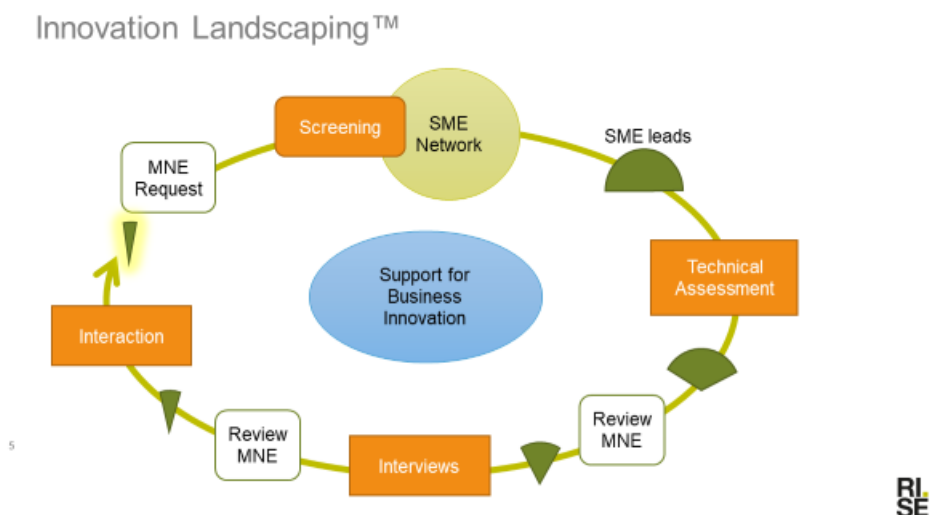 Innovation Landscaping™
Screening
SME
Network
SME leads
MNE
Request
Technical
Assessment
Support for
Business
Innovation
Interaction
Review
MNE
Interviews
Review
MNE
5
RI.
SE